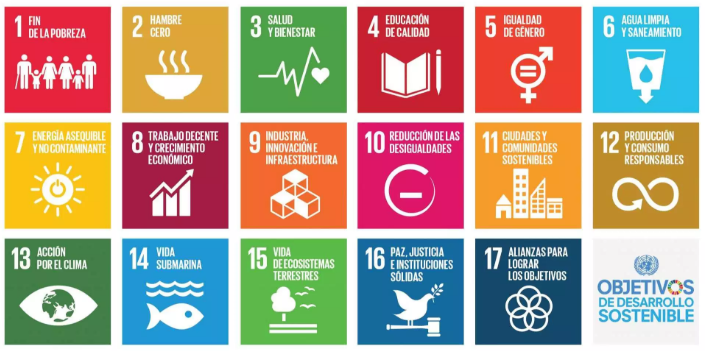 1 FIN
DE LA POBREZA
2 HAMBRE
CERO
3 SALUD
Y BIENESTAR
4 EDUCACIÓN
DE CALIDAD
5 IGUALDAD
DE GÉNERO
6 AGUA LIMPIA
Y SANEAMIENTO
7 ENERGÍA ASEQUIBLE
Y NO CONTAMINANTE
8 TRABAJO DECENTE
Y CRECIMIENTO
ECONÓMICO
9 INDUSTRIA,
INNOVACIÓN E
INFRAESTRUCTURA
10 REDUCCIÓN DE LAS
DESIGUALDADES
11 CIUDADES Y
COMUNIDADES
SOSTENIBLES
12 PRODUCCIÓN
Y CONSUMO
RESPONSABLES
13 ACCIÓN
POR EL CLIMA
14 VIDA
SUBMARINA
15 VIDA
DE ECOSISTEMAS
TERRESTRES
16 PAZ, JUSTICIA
E INSTITUCIONES
SÓLIDAS
17 ALIANZAS PARA
LOGRAR
LOS OBJETIVOS
OBJETIVOS
DE DESARROLLO
SOSTENIBLE